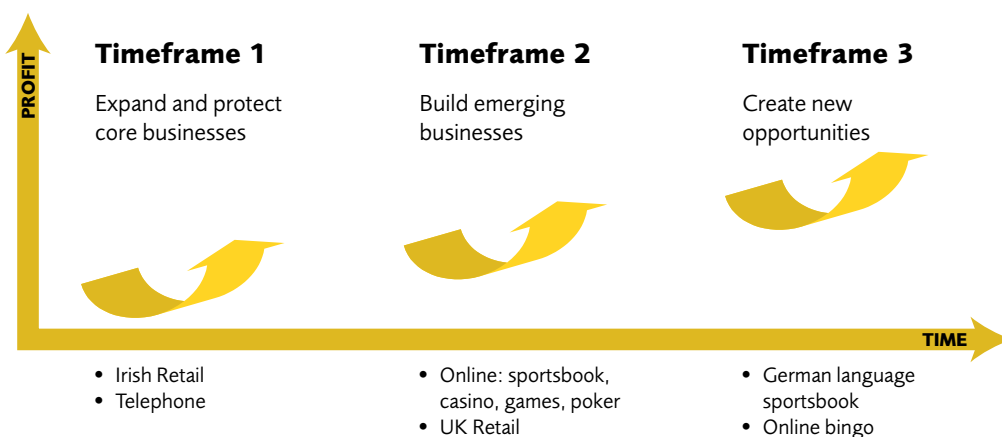 PROFIT
Timeframe 1
Expand and protect
core businesses
Timeframe 2
Build emerging
businesses
Timeframe 3
Create new
opportunities
TIME
• Irish Retail
• Telephone
• Online: sportsbook,
casino, games, poker
• UK Retail
• German language
sportsbook
• Online bingo